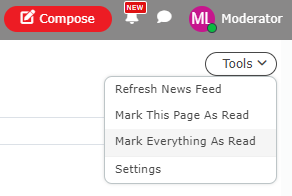 NEW
Compose
ML
Moderator
Tools
Refresh News Feed
Mark This Page As Read
Mark Everything As Read
Settings